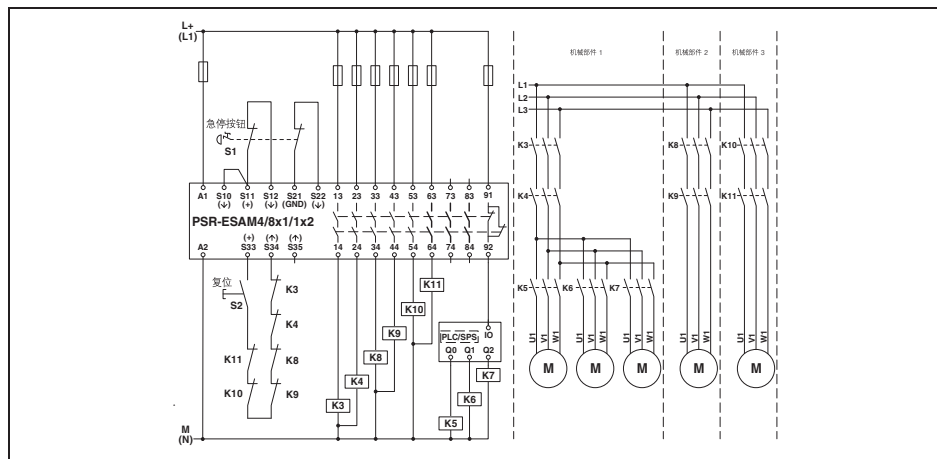 L+
(L1)
机械部件 1
机械部件 2
机械部件 3
L1
L2
L3
急停按钮
S1
K3
K8
K10
A1 S10 S11 S12 S21 S22 13 23 33 43 53 63 73 83 91
(↓) (+) (↓) (GND) (↓)
K4
K9
K11
PSR-ESAM4/8x1/1x2
(+) (↑) (↑)
A2 S33 S34 S35 14 24 34 44 54 64 74 84 92
复位
S2
K3
K4
K11
K8
K10
K9
K11
K10
K9
K8
K4
K3
PLC/SPS IO
Q0 Q1 Q2
K7
K6
K5
K5
K6
K7
U1 V1 W1 U1 V1 W1 U1 V1 W1 U1 V1 W1 U1 V1 W1
M M M M M
M
(N)